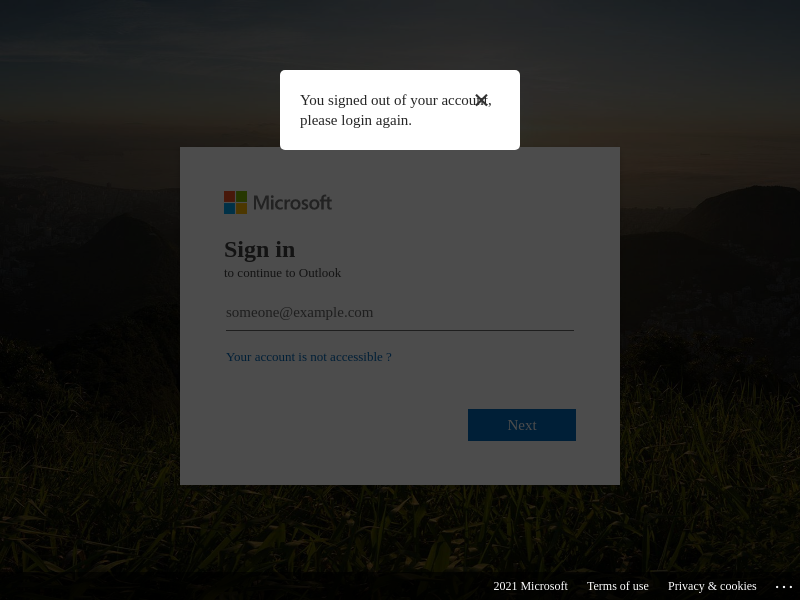 You signed out of your account,
please login again.
Microsoft
Sign in
to continue to Outlook
someone@example.com
Your account is not accessible ?
Next
2021 Microsoft Terms of use Privacy & cookies ...